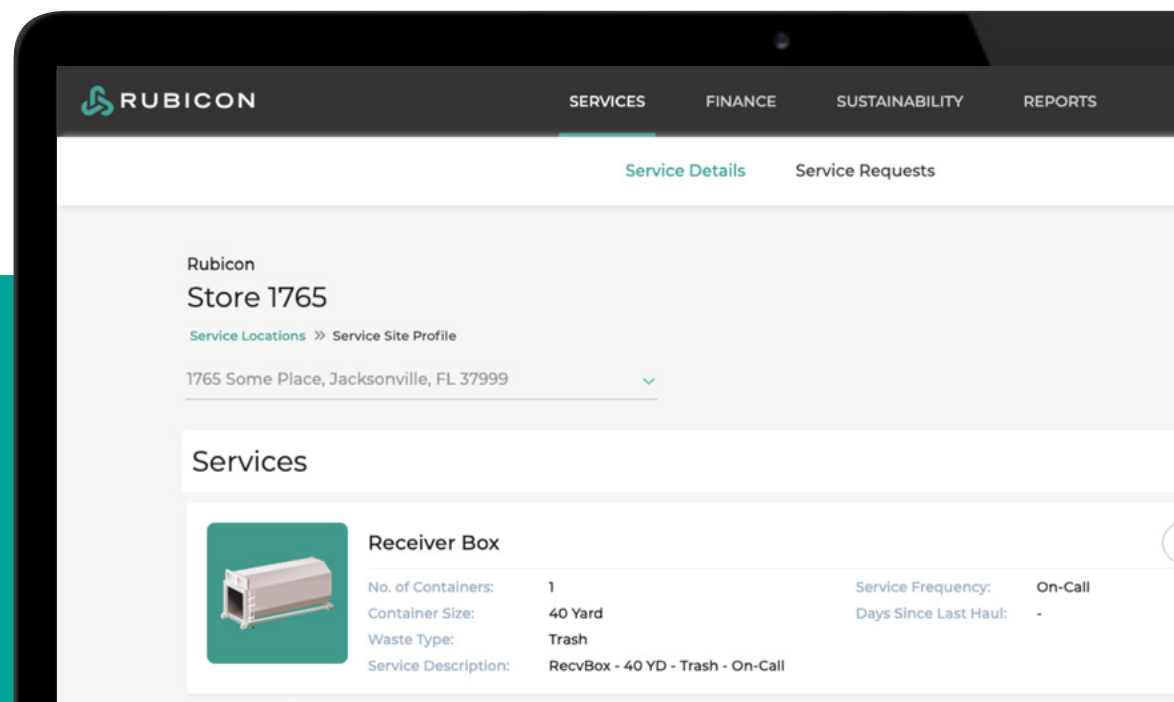 RUBICON
SERVICES FINANCE SUSTAINABILITY REPORTS
Service Details Service Requests
Rubicon
Store 1765
Service Locations » Service Site Profile
1765 Some Place, Jacksonville, FL 37999
Services
Receiver Box
No. of Containers: 1 Service Frequency: On-Call
Container Size: 40 Yard Days Since Last Haul: -
Waste Type: Trash
Service Description: RecvBox - 40 YD - Trash - On-Call